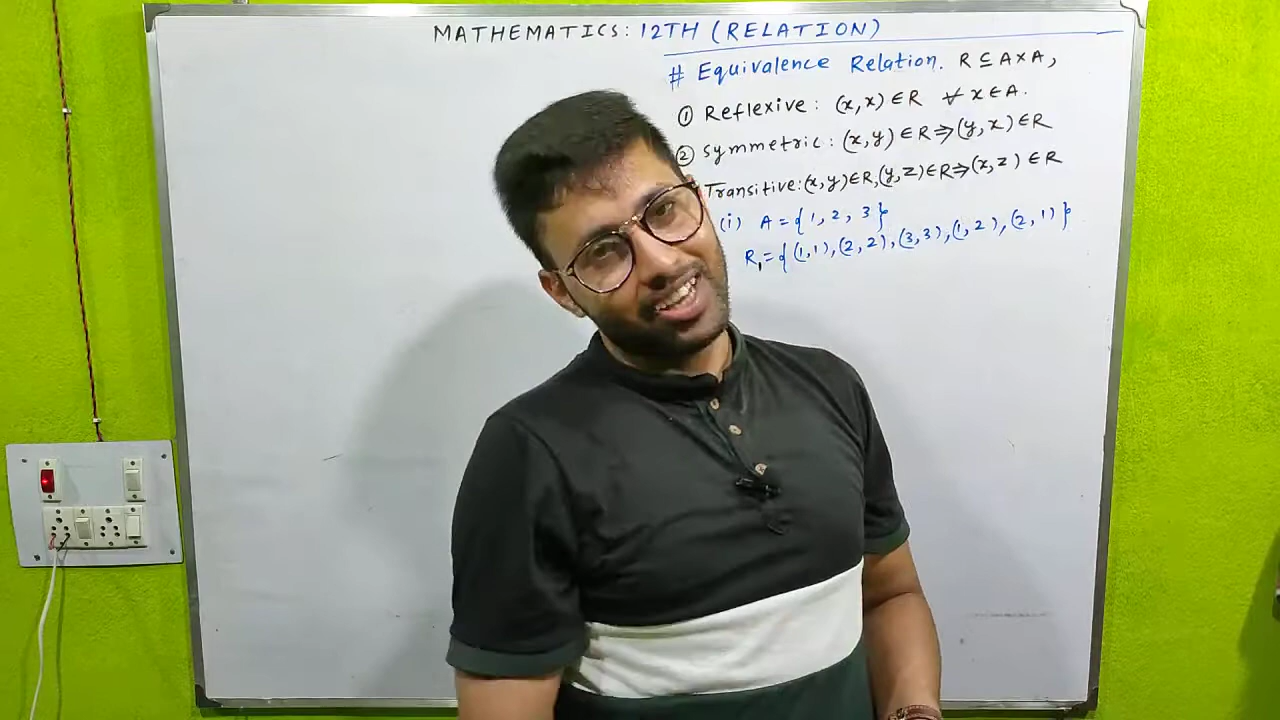 MATHEMATICS: 12TH (RELATION)
# Equivalence Relation. R ⊆ A×A,
① Reflexive: (x,x) ∈ R ∀ x ∈ A.
② Symmetric: (x,y) ∈ R ⇒ (y,x) ∈ R
Transitive: (x,y) ∈ R, (y,z) ∈ R ⇒ (x,z) ∈ R
(i) A = {1, 2, 3}
R₁ = {(1,1), (2,2), (3,3), (1,2), (2,1)}